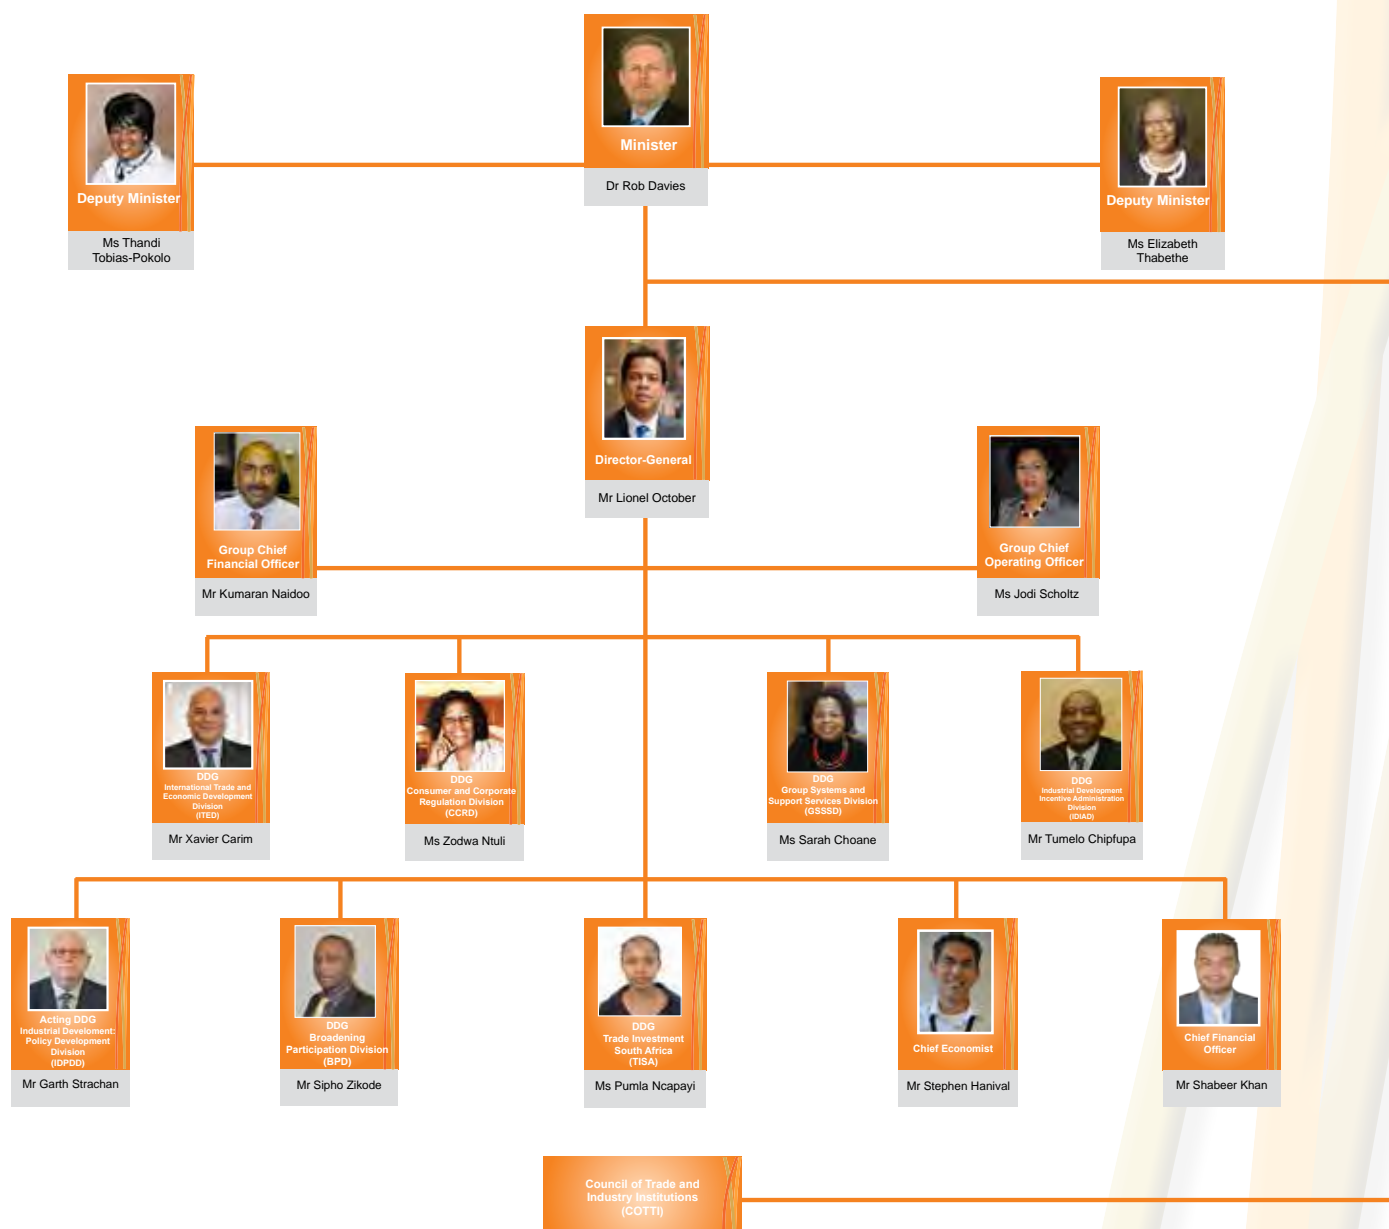 Minister
Dr Rob Davies
Deputy Minister
Ms Thandi
Tobias-Pokolo
Deputy Minister
Ms Elizabeth
Thabethe
Director-General
Mr Lionel October
Group Chief
Financial Officer
Mr Kumaran Naidoo
Group Chief
Operating Officer
Ms Jodi Scholtz
DDG
International Trade and
Economic Development
Division
(ITED)
Mr Xavier Carim
DDG
Consumer and Corporate
Regulation Division
(CCRD)
Ms Zodwa Ntuli
DDG
Group Systems and
Support Services Division
(GSSSD)
Ms Sarah Choane
DDG
Industrial Development
Incentive Administration
Division
(IDIAD)
Mr Tumelo Chipfupa
Acting DDG
Industrial Develoment:
Policy Development
Division
(IDPDD)
Mr Garth Strachan
DDG
Broadening
Participation Division
(BPD)
Mr Sipho Zikode
DDG
Trade Investment
South Africa
(TISA)
Ms Pumla Ncapayi
Chief Economist
Mr Stephen Hanival
Chief Financial
Officer
Mr Shabeer Khan
Council of Trade and
Industry Institutions
(COTTI)